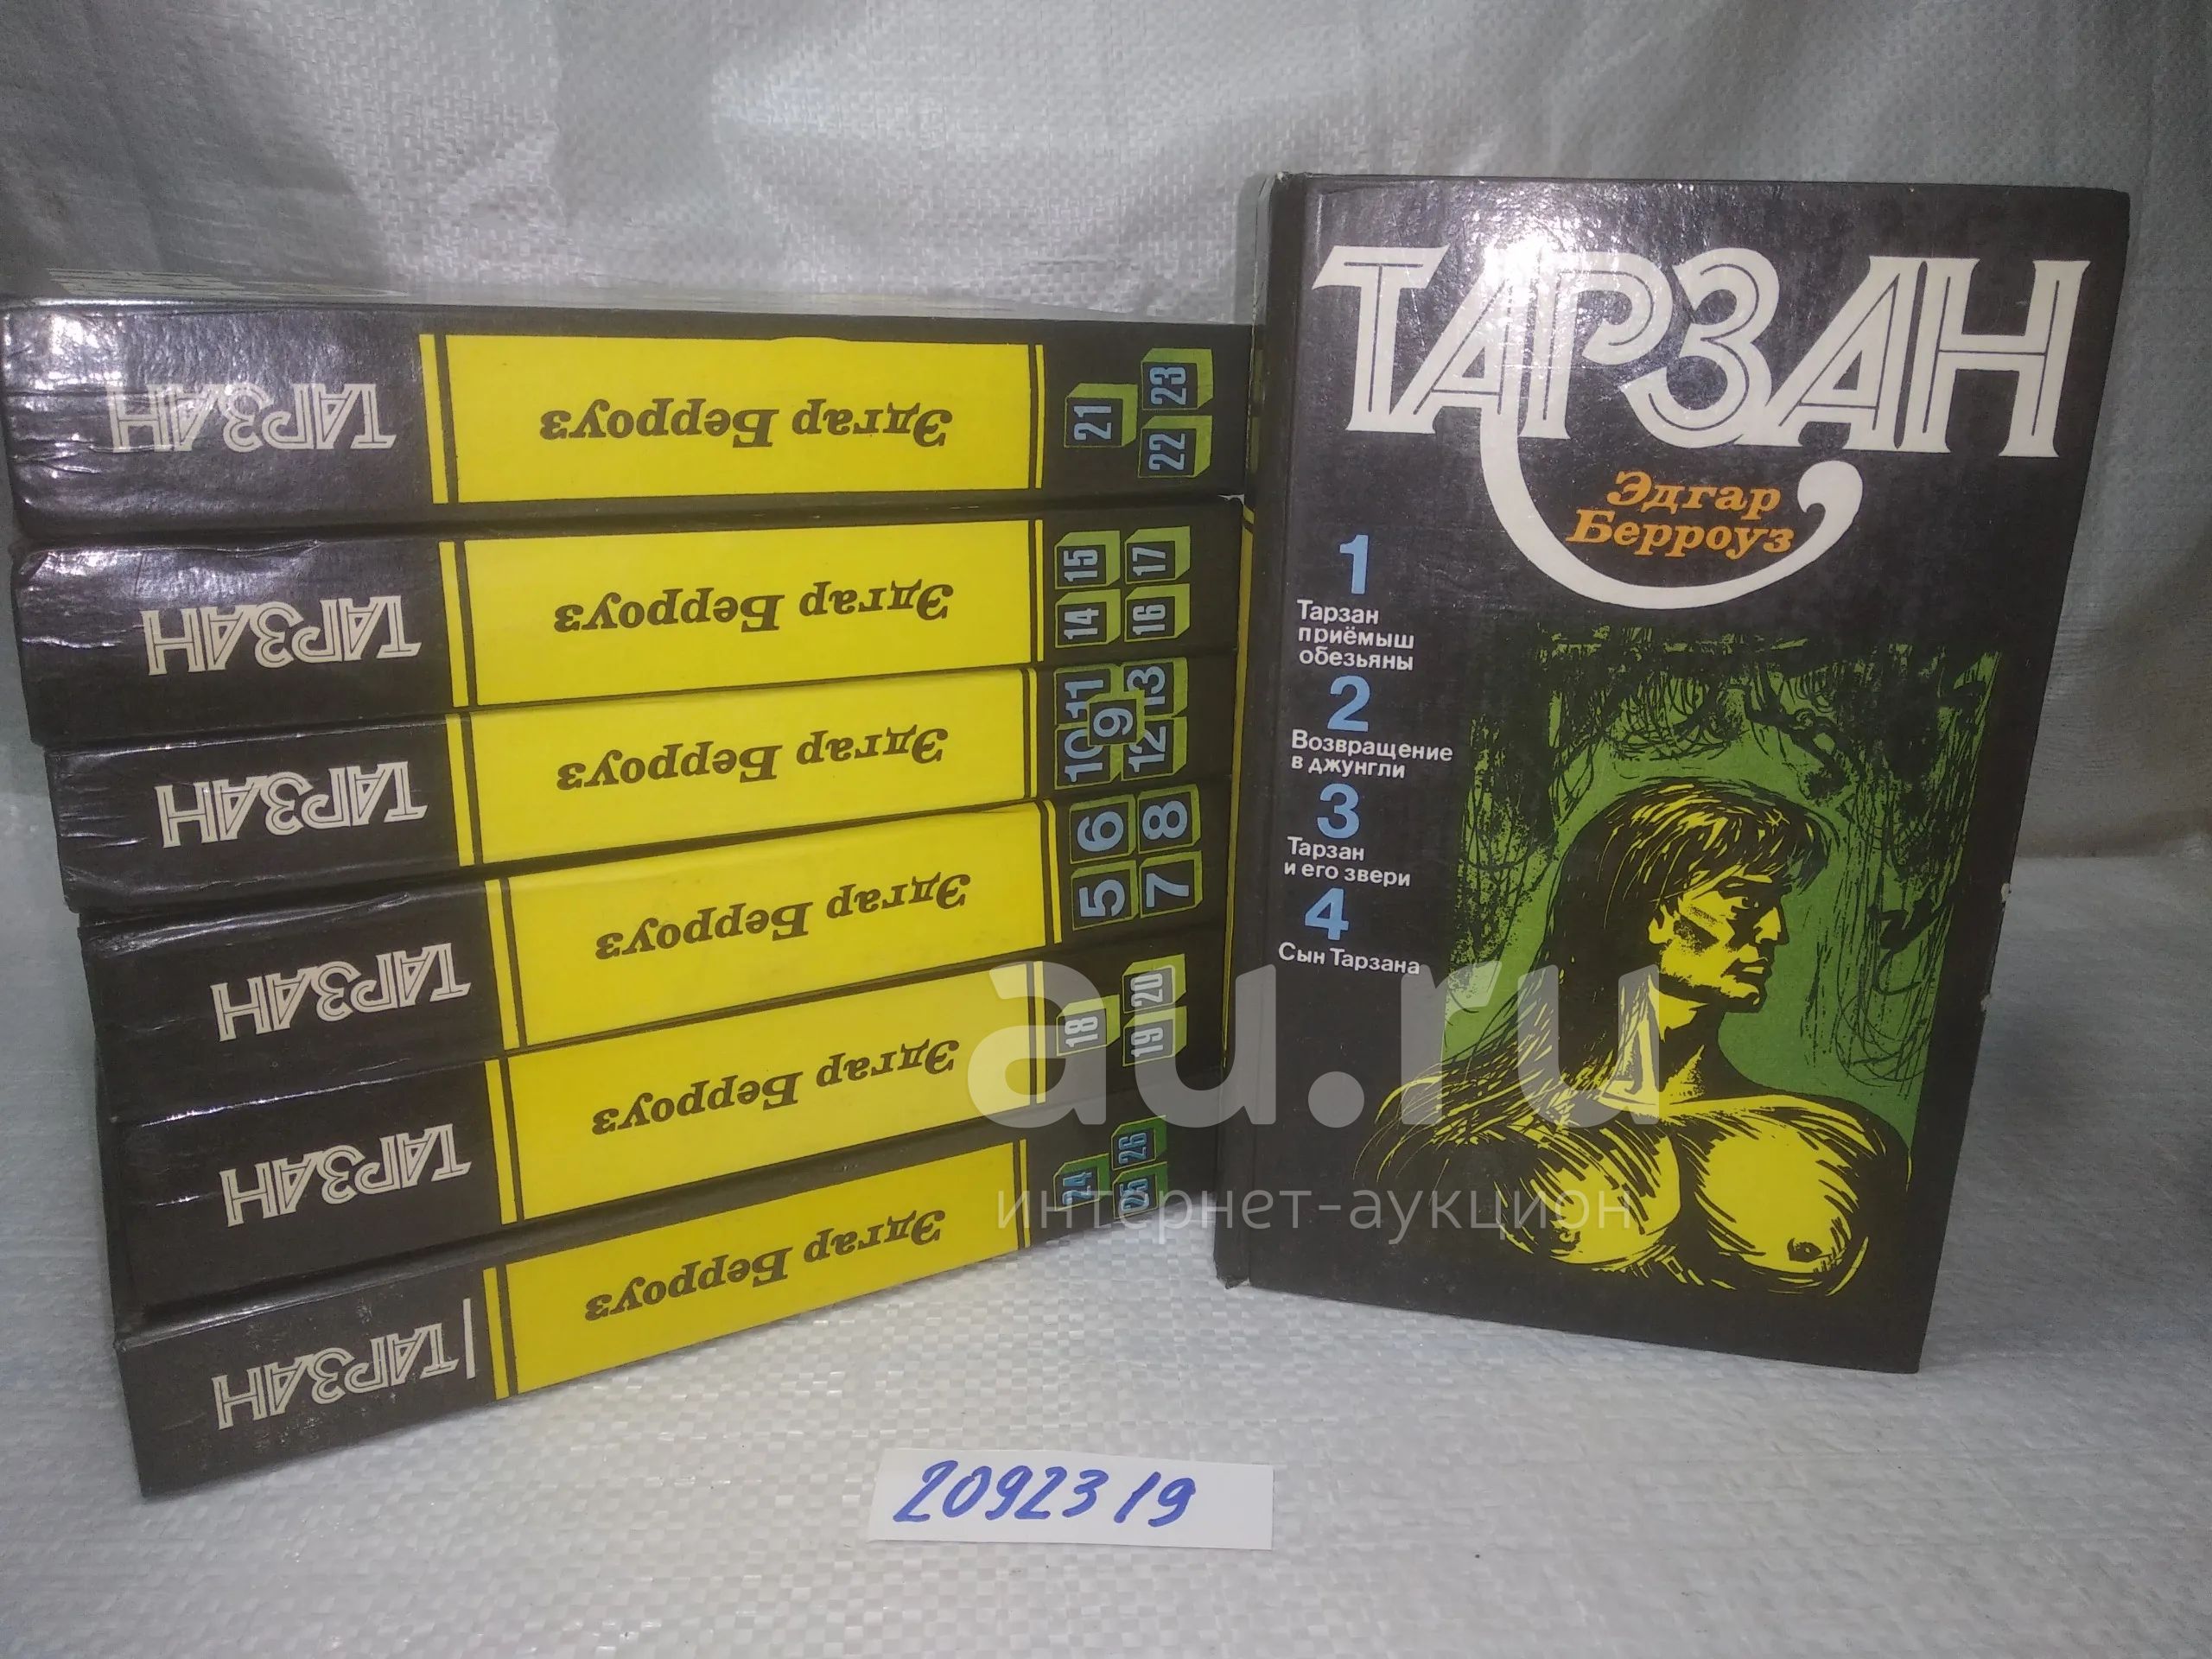 ТАРЗАН
Эдгар Берроуз
21
22 23
ТАРЗАН
Эдгар Берроуз
14 15
16 17
ТАРЗАН
Эдгар Берроуз
10 11
9
12 13
ТАРЗАН
Эдгар Берроуз
5 6
7 8
ТАРЗАН
Эдгар Берроуз
18
19 20
ТАРЗАН
Эдгар Берроуз
24
25 26
ТАРЗАН
Эдгар
Берроуз
1
Тарзан
приёмыш
обезьяны
2
Возвращение
в джунгли
3
Тарзан
и его звери
4
Сын Тарзана
au.ru
интернет-аукцион
2092319